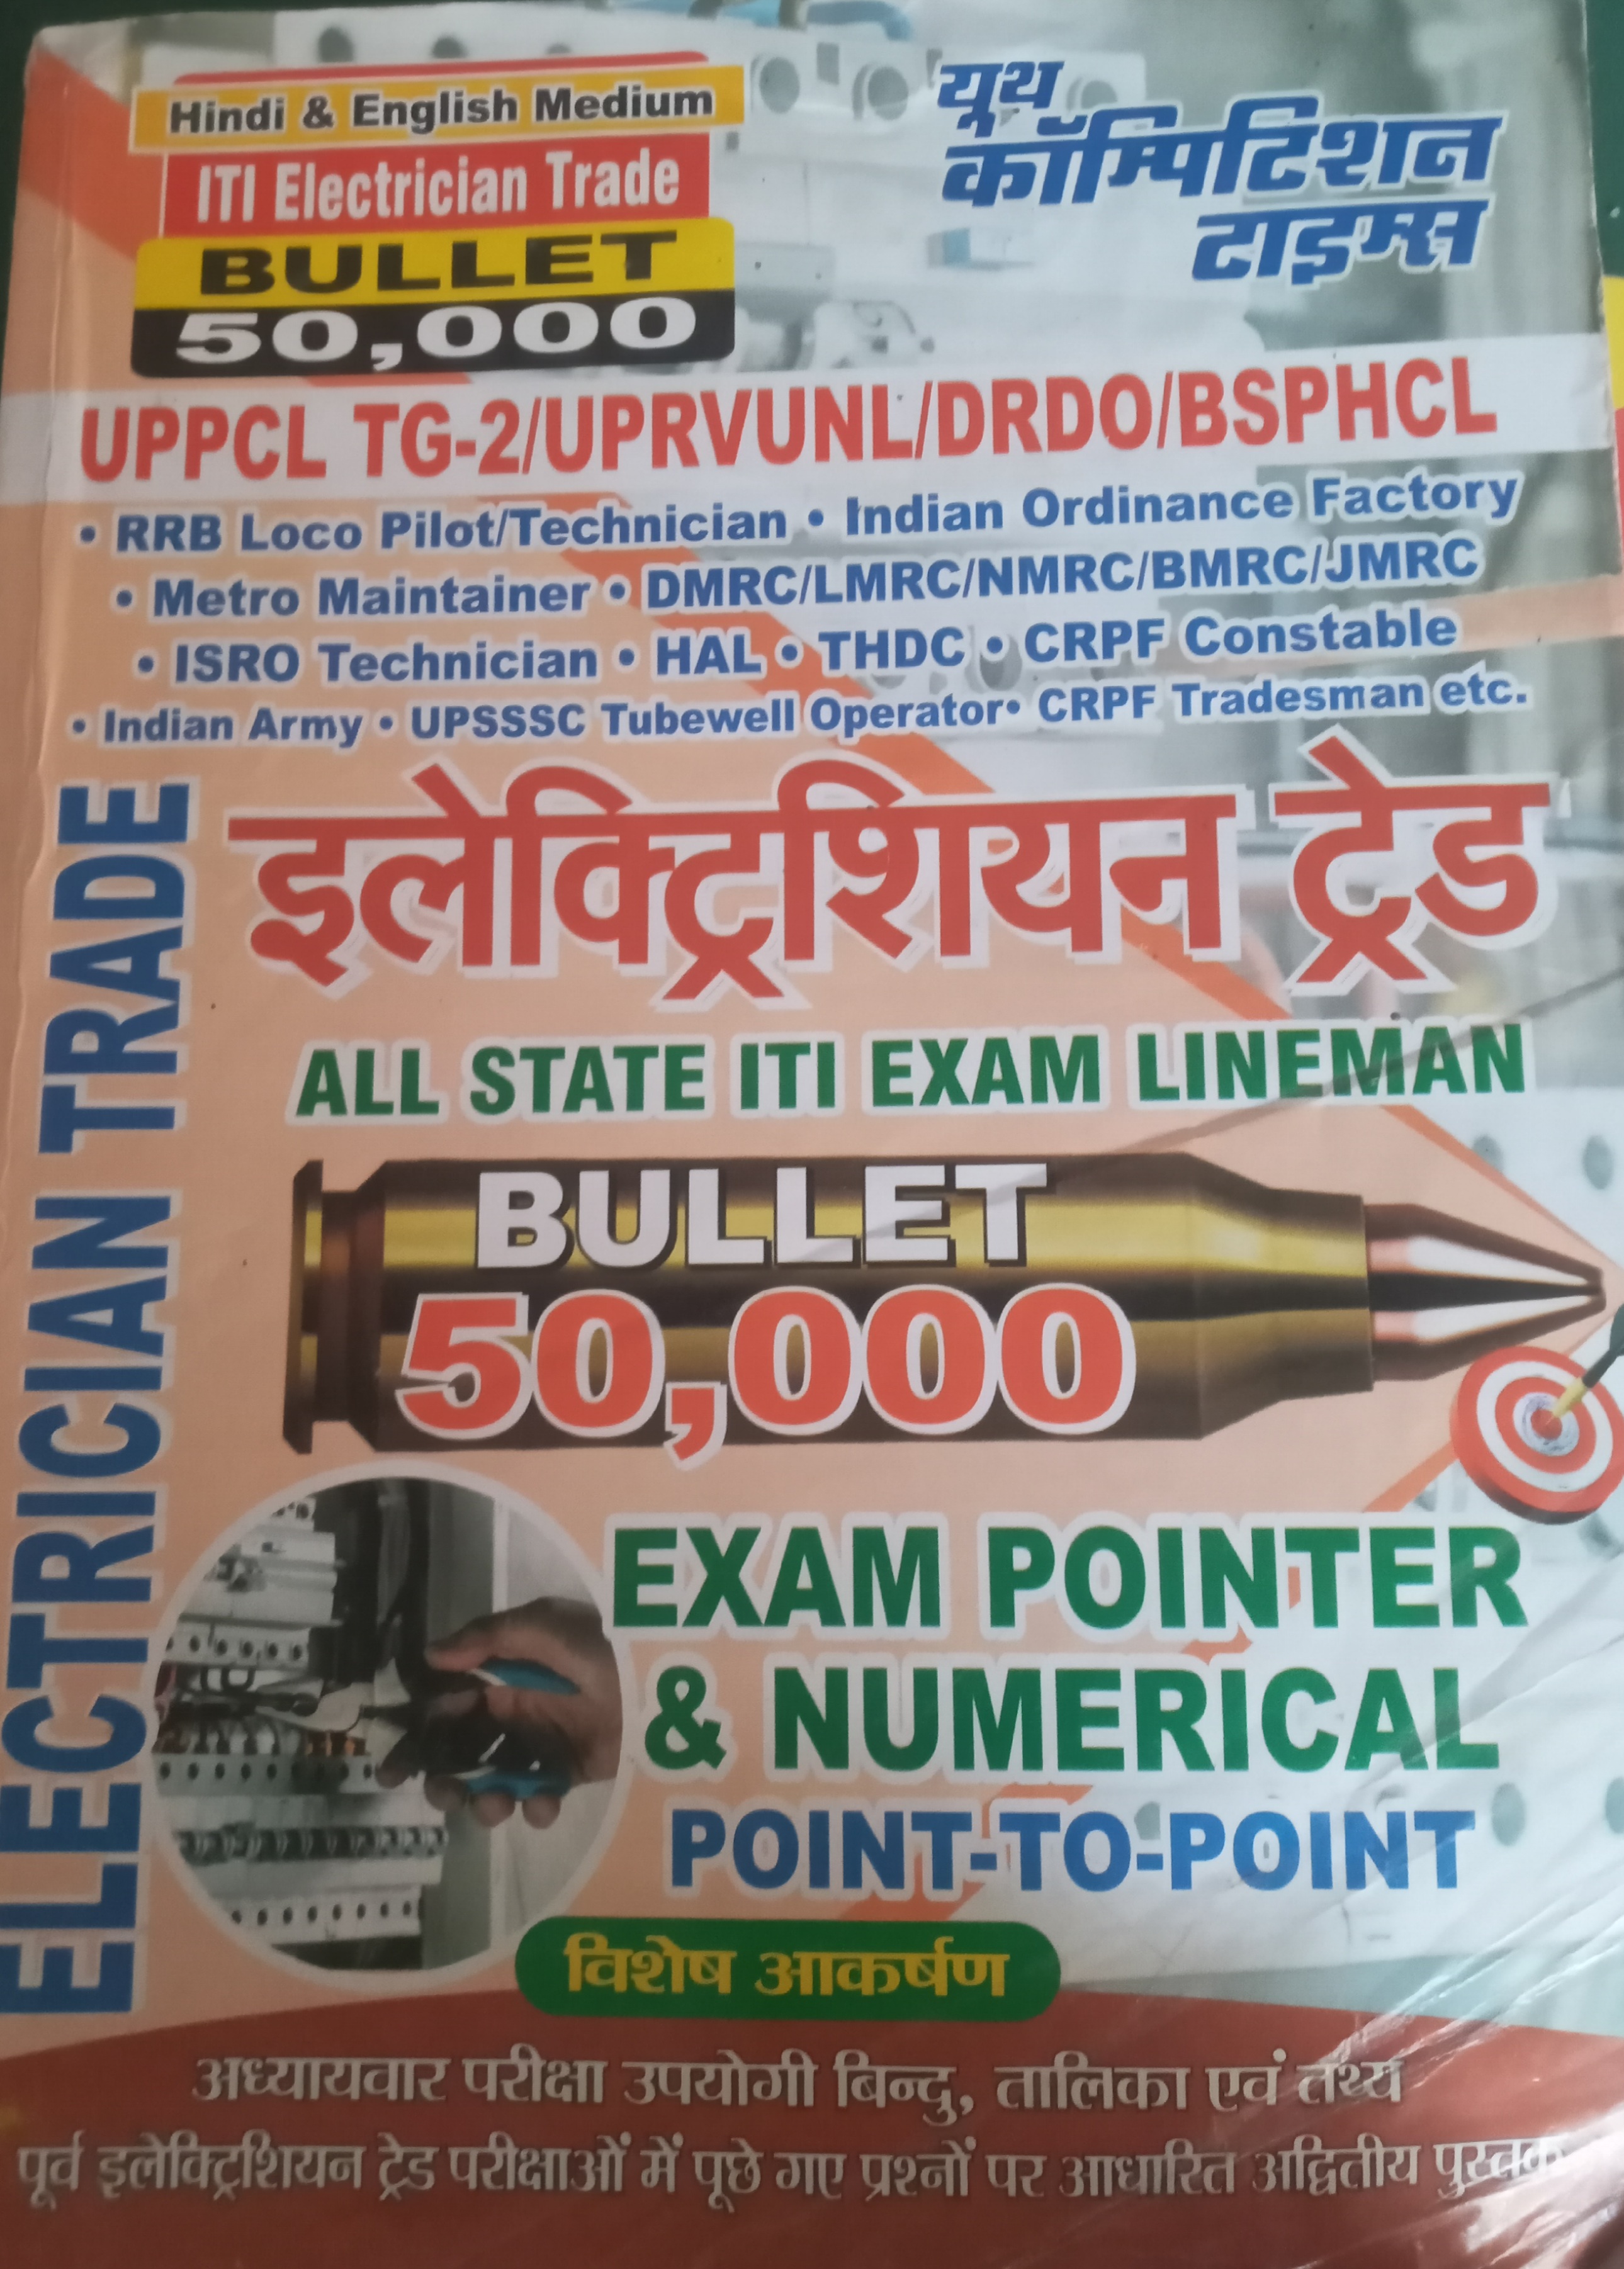 Hindi & English Medium
ITI Electrician Trade
BULLET
50,000
यूथ
कॉम्पिटिशन
टाइम्स
UPPCL TG-2/UPRVUNL/DRDO/BSPHCL
• RRB Loco Pilot/Technician • Indian Ordinance Factory
• Metro Maintainer • DMRC/LMRC/NMRC/BMRC/JMRC
• ISRO Technician • HAL • THDC • CRPF Constable
• Indian Army • UPSSSC Tubewell Operator• CRPF Tradesman etc.
ELECTRICIAN TRADE
इलेक्ट्रिशियन ट्रेड
ALL STATE ITI EXAM LINEMAN
BULLET
50,000
EXAM POINTER
& NUMERICAL
POINT-TO-POINT
विशेष आकर्षण
अध्यायवार परीक्षा उपयोगी बिन्दु, तालिका एवं तथ्य
पूर्व इलेक्ट्रिशियन ट्रेड परीक्षाओं में पूछे गए प्रश्नों पर आधारित अद्वितीय पुस्तक